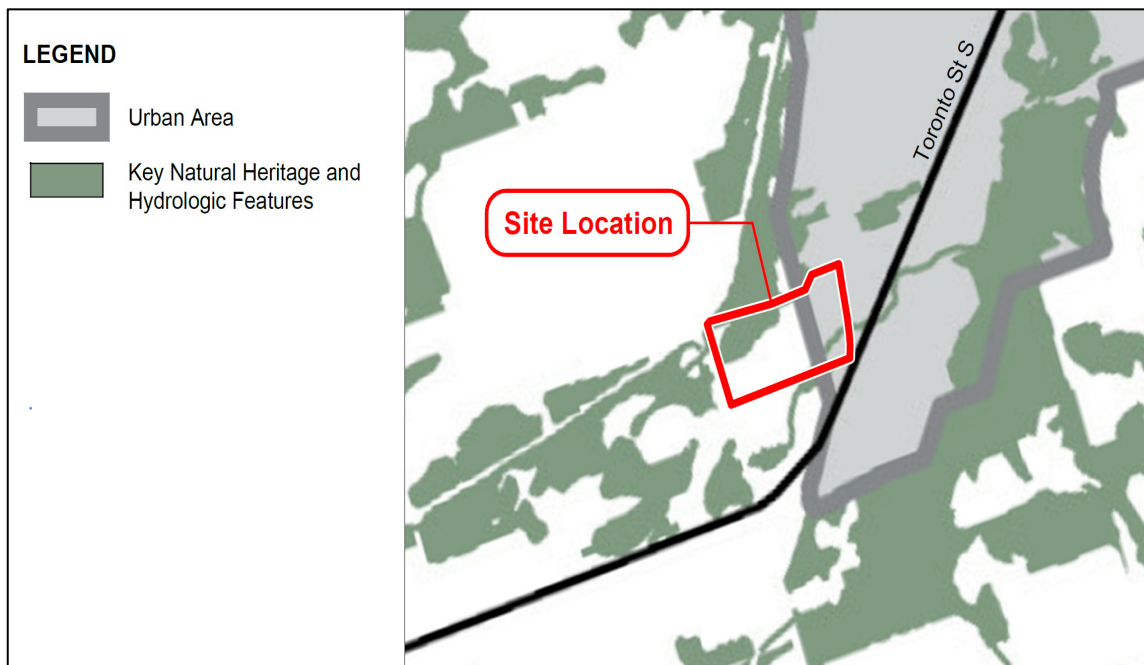 LEGEND
Urban Area
Key Natural Heritage and
Hydrologic Features
Toronto St S
Site Location